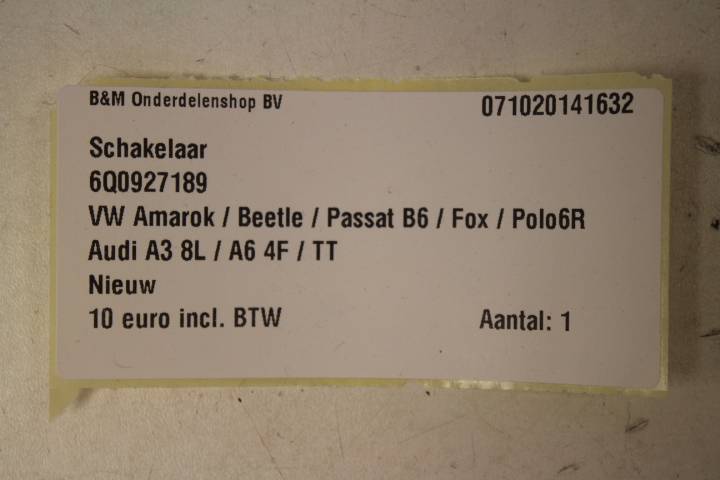 B&M Onderdelenshop BV 071020141632
Schakelaar
6Q0927189
VW Amarok / Beetle / Passat B6 / Fox / Polo6R
Audi A3 8L / A6 4F / TT
Nieuw
10 euro incl. BTW Aantal: 1